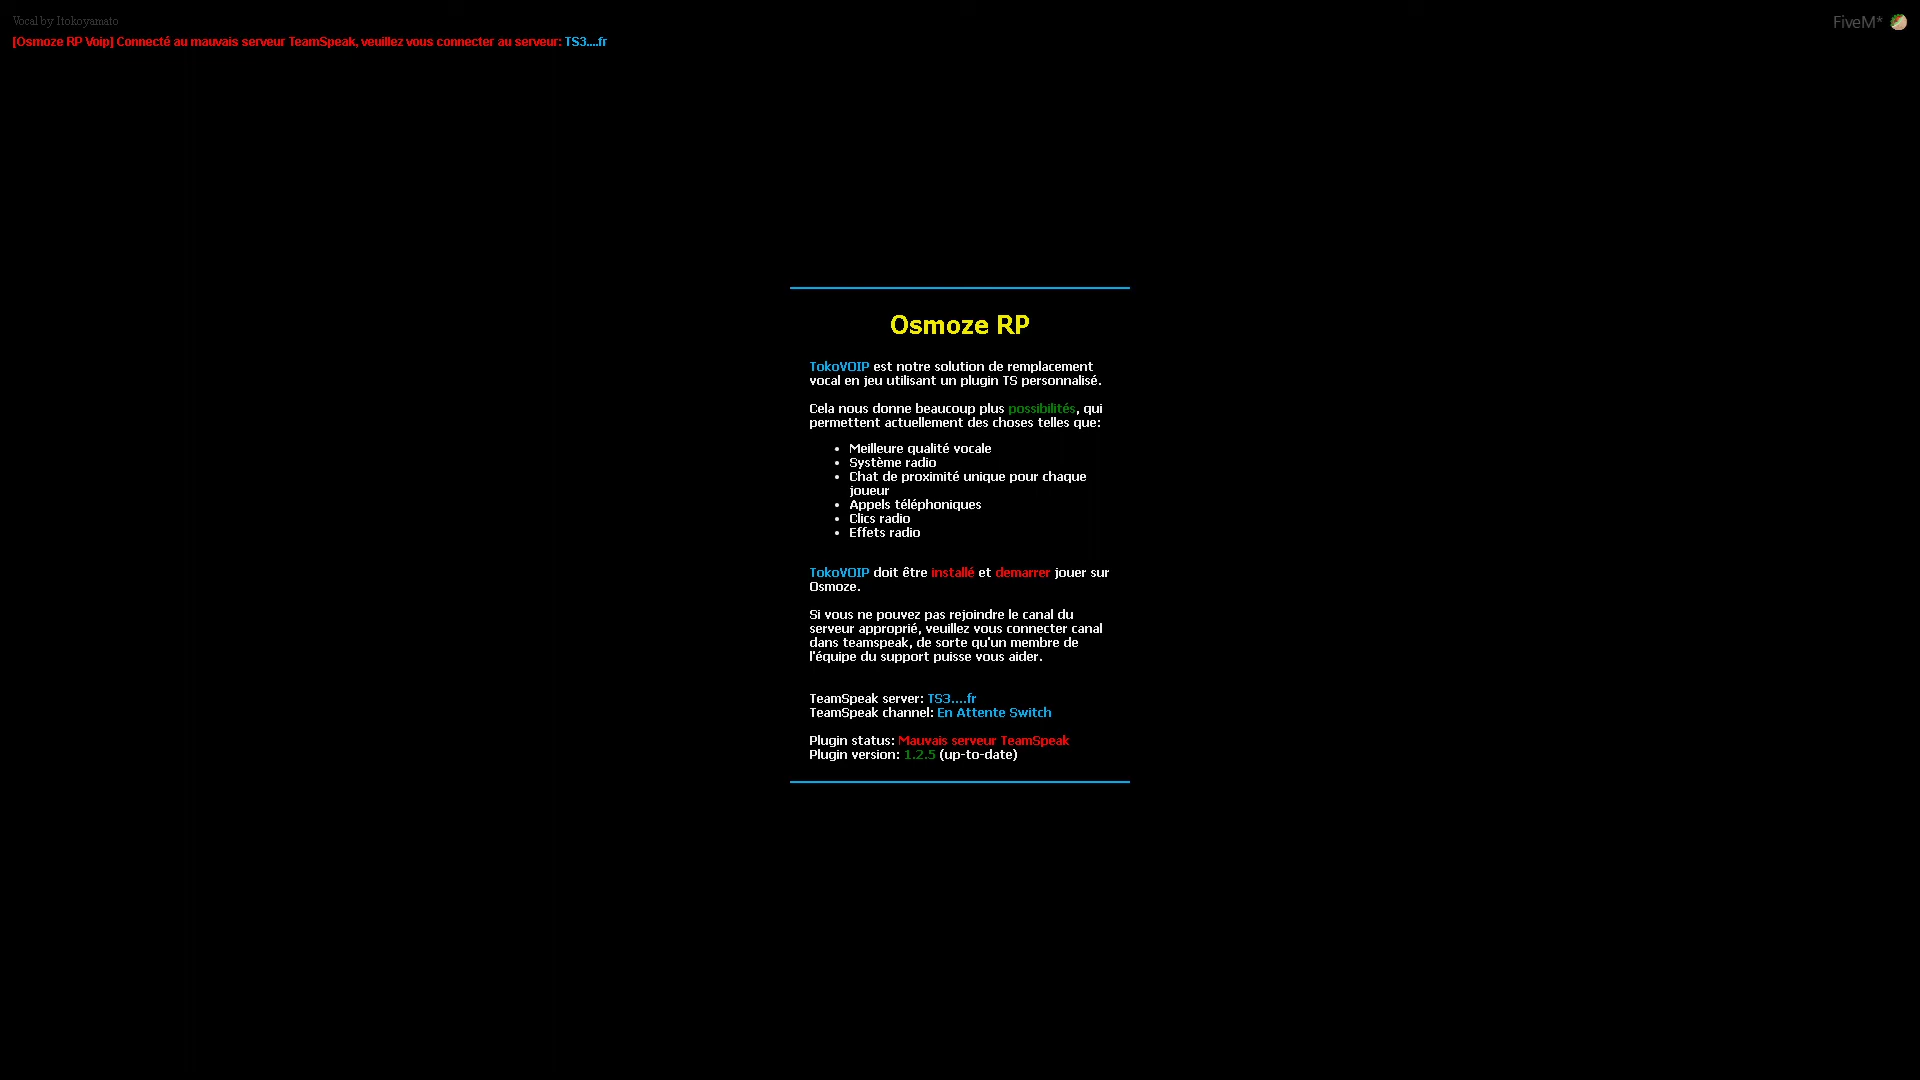 Vocal by Itokoyamato
FiveM*
[Osmoze RP Voip] Connecté au mauvais serveur TeamSpeak, veuillez vous connecter au serveur: TS3....fr
Osmoze RP
TokoVOIP est notre solution de remplacement
vocal en jeu utilisant un plugin TS personnalisé.
Cela nous donne beaucoup plus possibilités, qui
permettent actuellement des choses telles que:
• Meilleure qualité vocale
• Système radio
• Chat de proximité unique pour chaque
joueur
• Appels téléphoniques
• Clics radio
• Effets radio
TokoVOIP doit être installé et demarrer jouer sur
Osmoze.
Si vous ne pouvez pas rejoindre le canal du
serveur approprié, veuillez vous connecter canal
dans teamspeak, de sorte qu'un membre de
l'équipe du support puisse vous aider.
TeamSpeak server: TS3....fr
TeamSpeak channel: En Attente Switch
Plugin status: Mauvais serveur TeamSpeak
Plugin version: 1.2.5 (up-to-date)